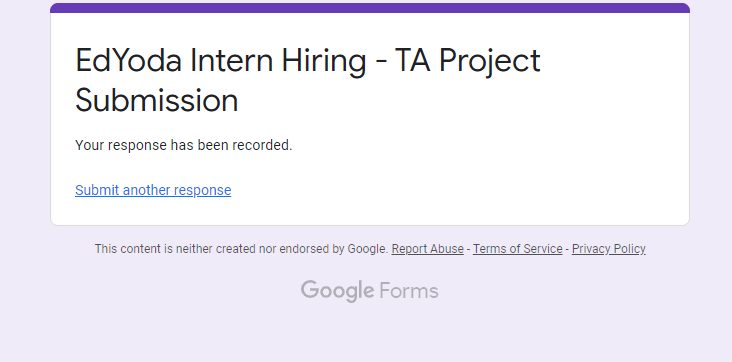 EdYoda Intern Hiring - TA Project
Submission
Your response has been recorded.
Submit another response
This content is neither created nor endorsed by Google. Report Abuse - Terms of Service - Privacy Policy
Google Forms